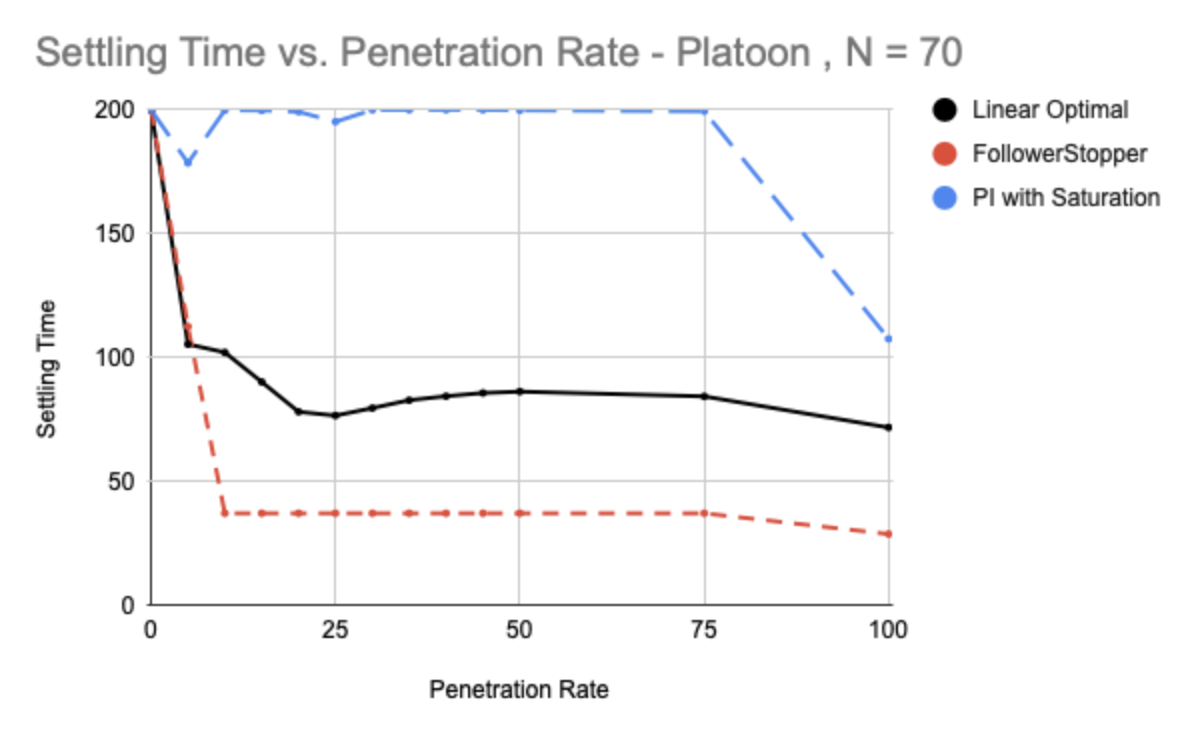 Settling Time vs. Penetration Rate - Platoon , N = 70
Linear Optimal
FollowerStopper
PI with Saturation
Settling Time
200
150
100
50
0
0 25 50 75 100
Penetration Rate